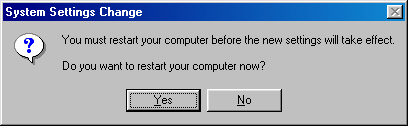 System Settings Change
You must restart your computer before the new settings will take effect.
Do you want to restart your computer now?
Yes
No